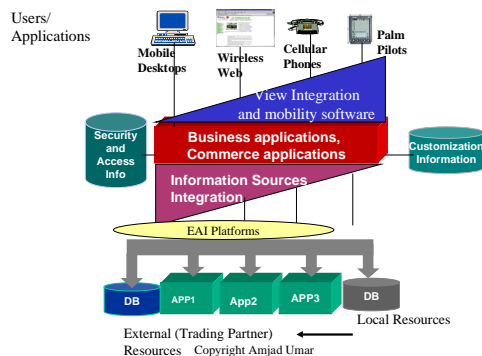 Users/
Applications
Mobile
Desktops
Wireless
Web
Cellular
Phones
Palm
Pilots
View Integration
and mobility software
Security
and
Access
Info
Business applications,
Commerce applications
Customization
Information
Information Sources
Integration
EAI Platforms
DB
APP1
App2
APP3
DB
Local Resources
External (Trading Partner)
Resources
Copyright Amjad Umar